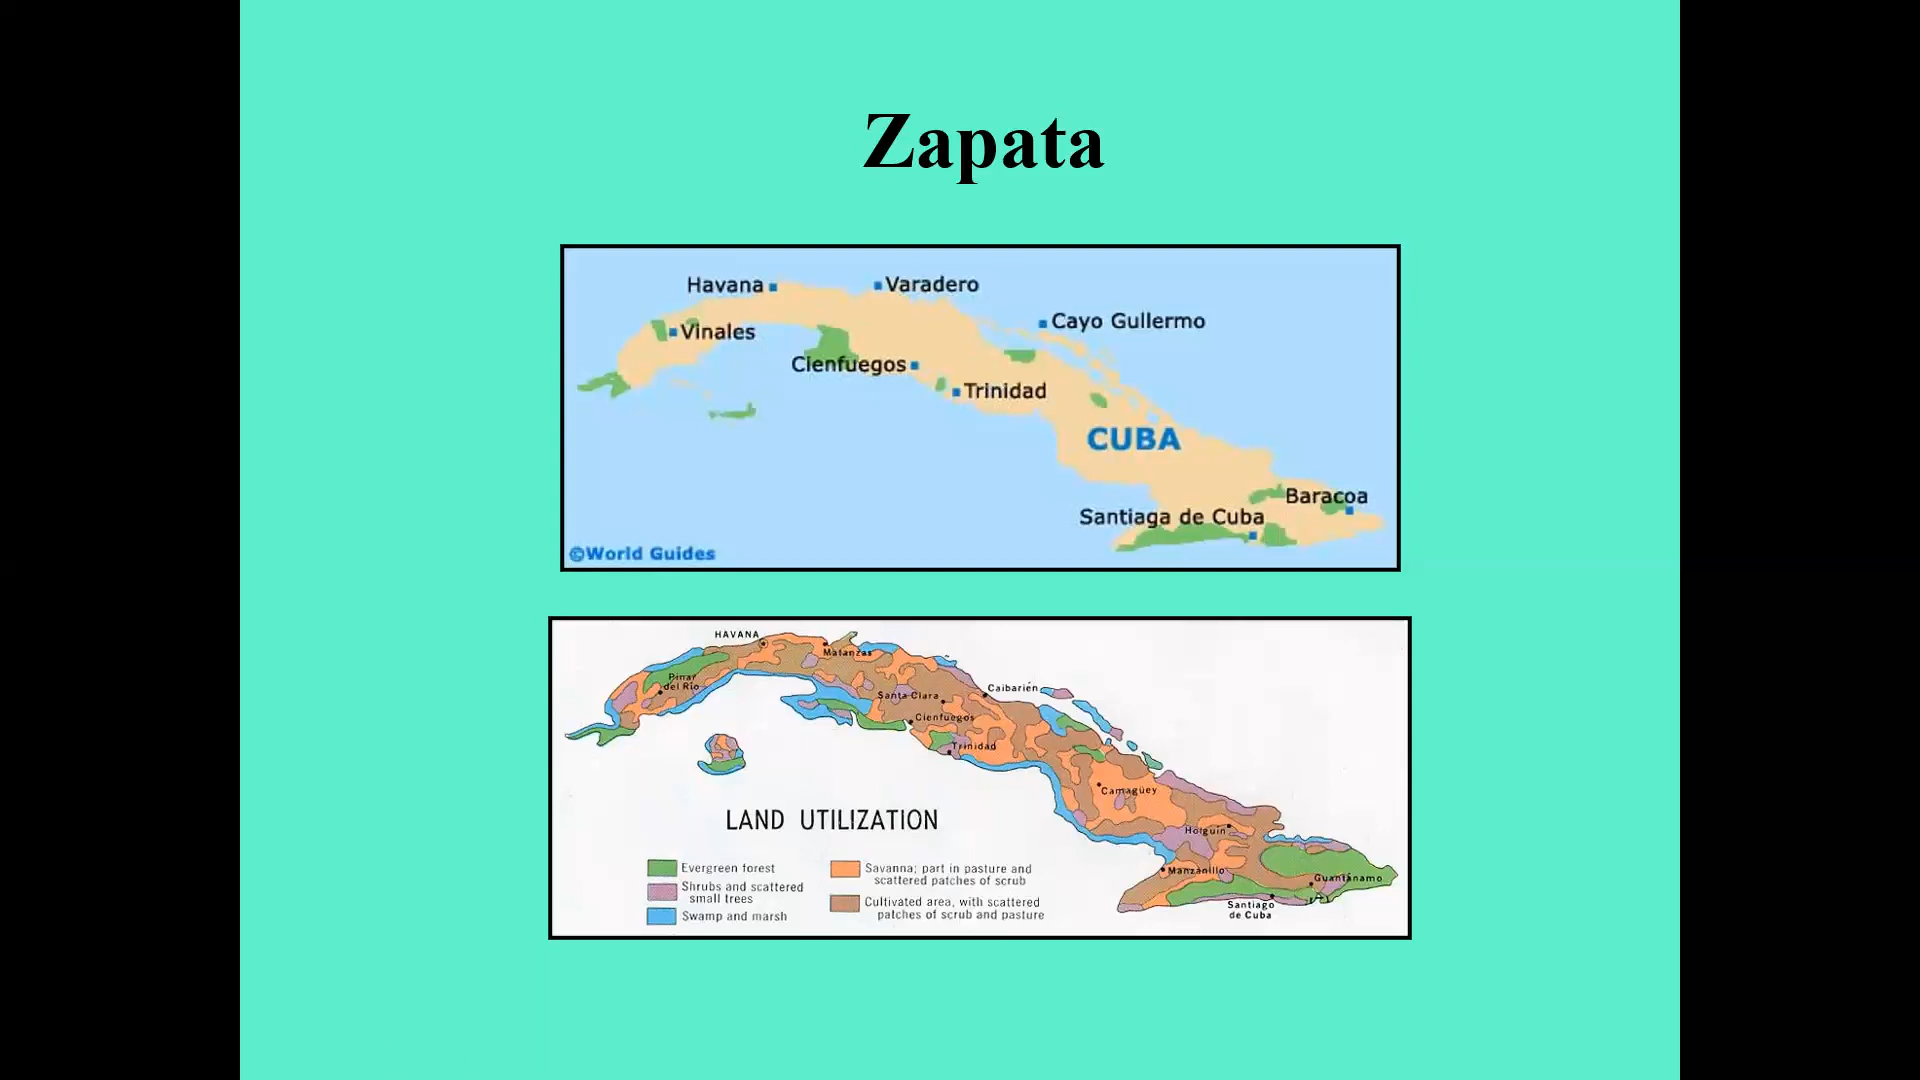 Zapata
Havana
Varadero
Cayo Gullermo
Vinales
Cienfuegos
Trinidad
CUBA
Baracoa
Santiaga de Cuba
©World Guides
HAVANA
Matanzas
Pinar
del Río
Caibarién
Santa Clara
Cienfuegos
Trinidad
Camagüey
Holguín
Manzanillo
Guantánamo
Santiago
de Cuba
LAND UTILIZATION
Evergreen forest
Shrubs and scattered
small trees
Swamp and marsh
Savanna; part in pasture and
scattered patches of scrub
Cultivated area, with scattered
patches of scrub and pasture